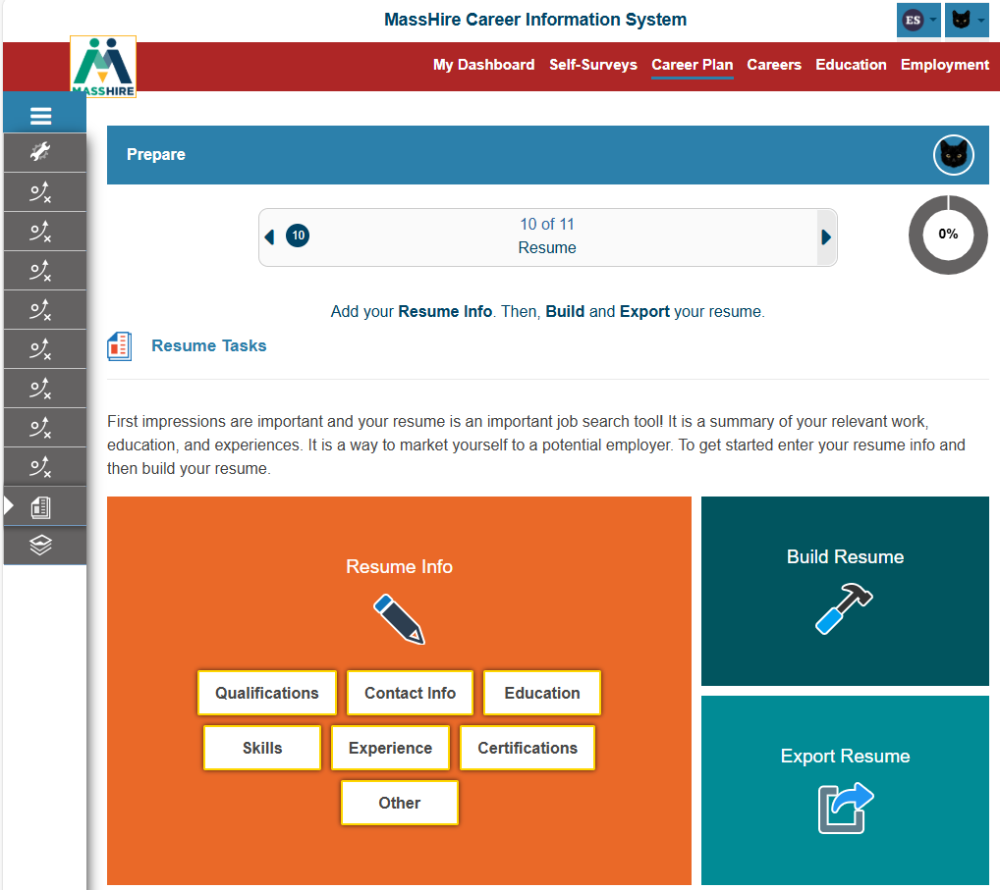 MassHire Career Information System
ES
MASSHIRE
My Dashboard Self-Surveys Career Plan Careers Education Employment
Prepare
10
10 of 11
Resume
0%
Add your Resume Info. Then, Build and Export your resume.
Resume Tasks
First impressions are important and your resume is an important job search tool! It is a summary of your relevant work,
education, and experiences. It is a way to market yourself to a potential employer. To get started enter your resume info and
then build your resume.
Resume Info
Qualifications Contact Info Education
Skills Experience Certifications
Other
Build Resume
Export Resume